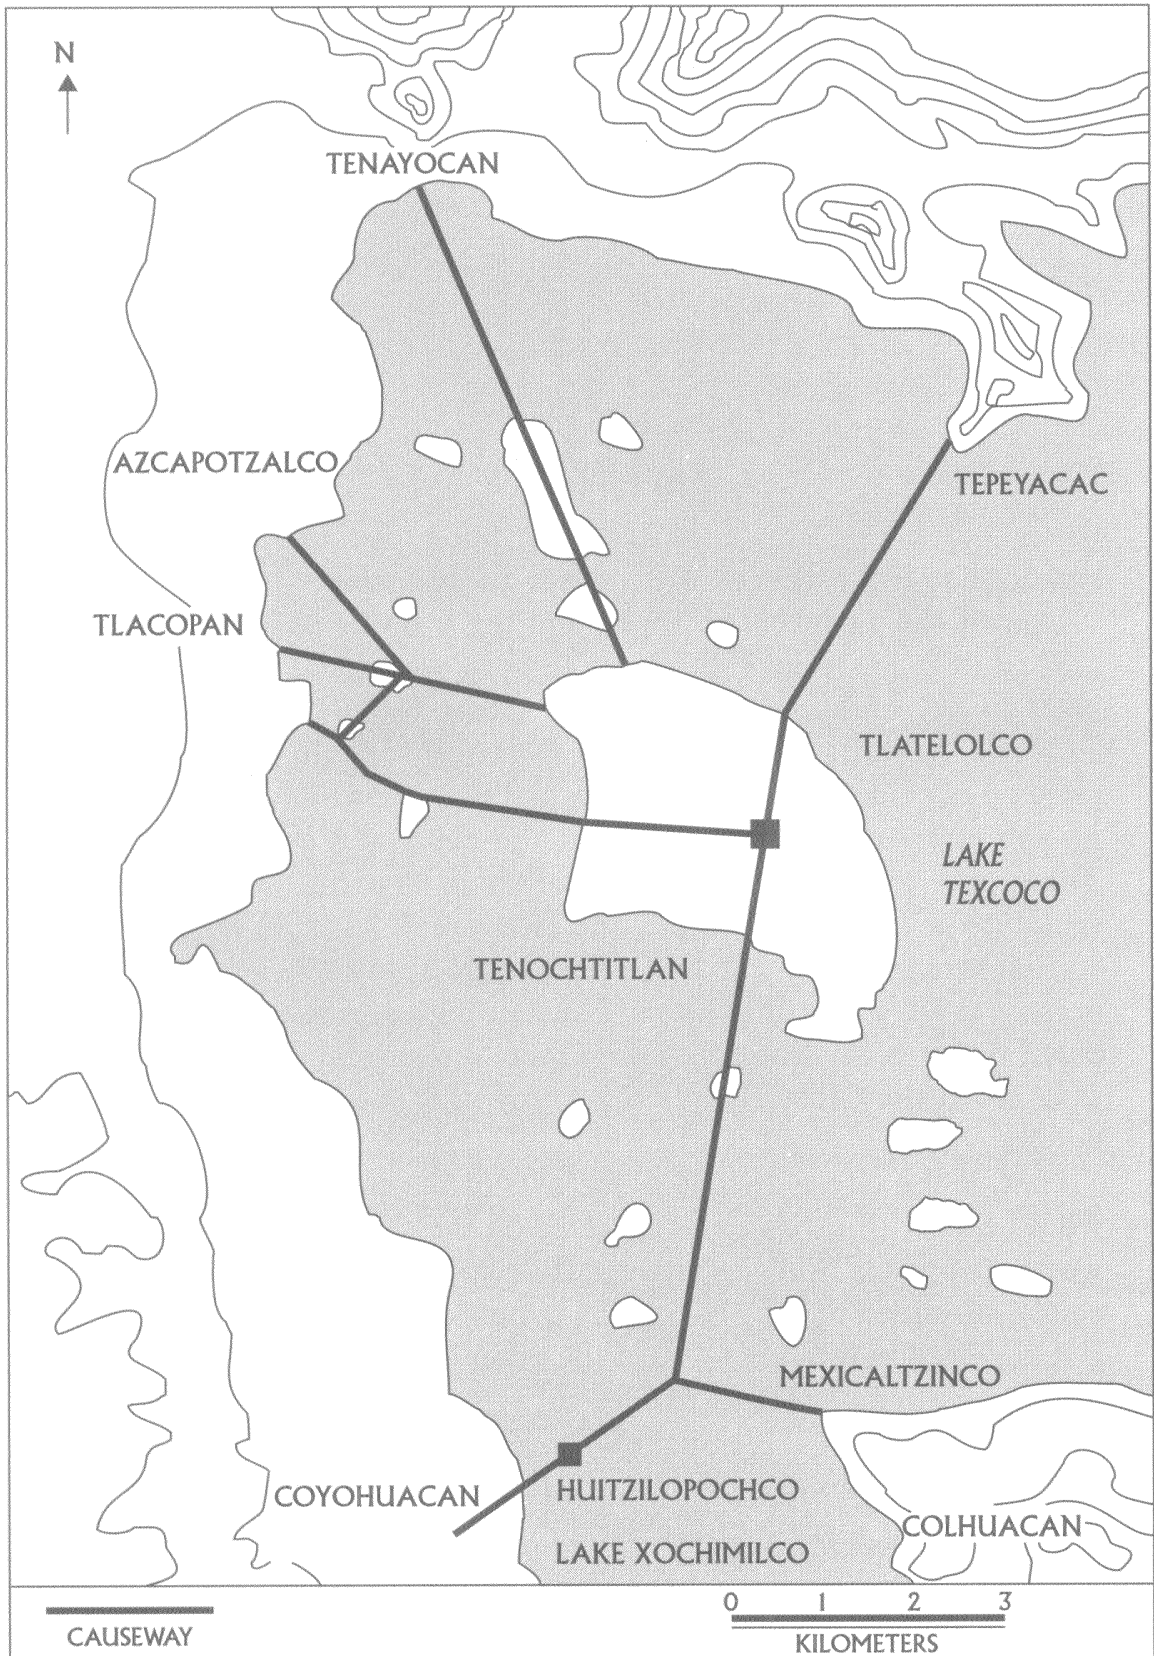 N
TENAYOCAN
AZCAPOTZALCO
TEPEYACAC
TLACOPAN
TLATELOLCO
LAKE
TEXCOCO
TENOCHTITLAN
MEXICALTZINCO
COYOHUACAN
HUITZILOPOCHCO
COLHUACAN
LAKE XOCHIMILCO
0 1 2 3
CAUSEWAY
KILOMETERS